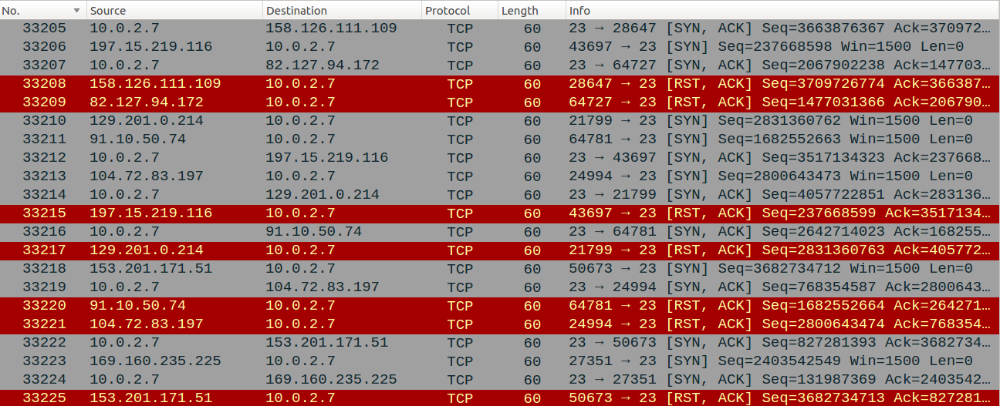 No. Source Destination Protocol Length Info
33205 10.0.2.7 158.126.111.109 TCP 60 23 → 28647 [SYN, ACK] Seq=3663876367 Ack=370972…
33206 197.15.219.116 10.0.2.7 TCP 60 43697 → 23 [SYN] Seq=237668598 Win=1500 Len=0
33207 10.0.2.7 82.127.94.172 TCP 60 23 → 64727 [SYN, ACK] Seq=2067902238 Ack=147703…
33208 158.126.111.109 10.0.2.7 TCP 60 28647 → 23 [RST, ACK] Seq=3709726774 Ack=366387…
33209 82.127.94.172 10.0.2.7 TCP 60 64727 → 23 [RST, ACK] Seq=1477031366 Ack=206790…
33210 129.201.0.214 10.0.2.7 TCP 60 21799 → 23 [SYN] Seq=2831360762 Win=1500 Len=0
33211 91.10.50.74 10.0.2.7 TCP 60 64781 → 23 [SYN] Seq=1682552663 Win=1500 Len=0
33212 10.0.2.7 197.15.219.116 TCP 60 23 → 43697 [SYN, ACK] Seq=3517134323 Ack=237668…
33213 104.72.83.197 10.0.2.7 TCP 60 24994 → 23 [SYN] Seq=2800643473 Win=1500 Len=0
33214 10.0.2.7 129.201.0.214 TCP 60 23 → 21799 [SYN, ACK] Seq=4057722851 Ack=283136…
33215 197.15.219.116 10.0.2.7 TCP 60 43697 → 23 [RST, ACK] Seq=237668599 Ack=3517134…
33216 10.0.2.7 91.10.50.74 TCP 60 23 → 64781 [SYN, ACK] Seq=2642714023 Ack=168255…
33217 129.201.0.214 10.0.2.7 TCP 60 21799 → 23 [RST, ACK] Seq=2831360763 Ack=405772…
33218 153.201.171.51 10.0.2.7 TCP 60 50673 → 23 [SYN] Seq=3682734712 Win=1500 Len=0
33219 10.0.2.7 104.72.83.197 TCP 60 23 → 24994 [SYN, ACK] Seq=768354587 Ack=2800643…
33220 91.10.50.74 10.0.2.7 TCP 60 64781 → 23 [RST, ACK] Seq=1682552664 Ack=264271…
33221 104.72.83.197 10.0.2.7 TCP 60 24994 → 23 [RST, ACK] Seq=2800643474 Ack=768354…
33222 10.0.2.7 153.201.171.51 TCP 60 23 → 50673 [SYN, ACK] Seq=827281393 Ack=3682734…
33223 169.160.235.225 10.0.2.7 TCP 60 27351 → 23 [SYN] Seq=2403542549 Win=1500 Len=0
33224 10.0.2.7 169.160.235.225 TCP 60 23 → 27351 [SYN, ACK] Seq=131987369 Ack=2403542…
33225 153.201.171.51 10.0.2.7 TCP 60 50673 → 23 [RST, ACK] Seq=3682734713 Ack=827281…